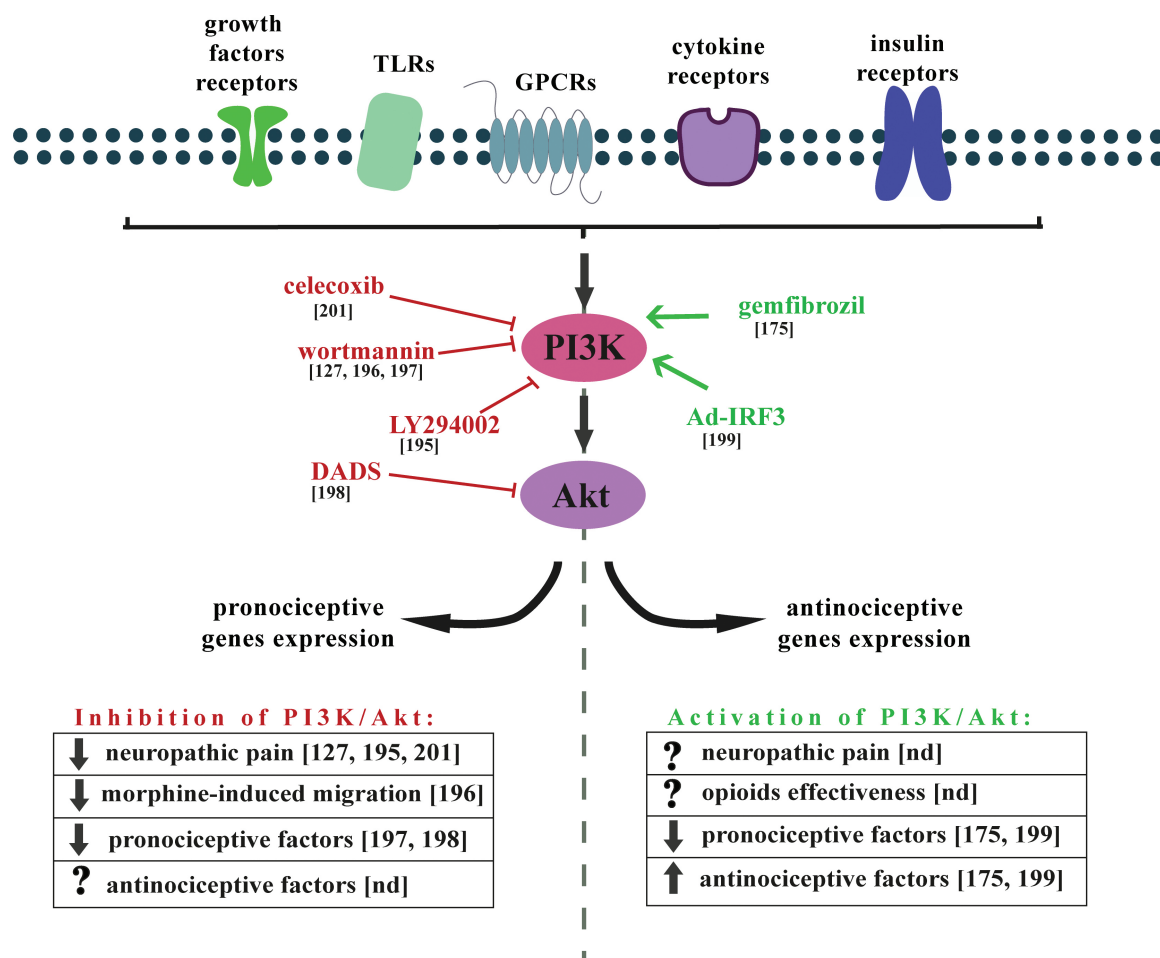 growth
factors
receptors
TLRs
GPCRs
cytokine
receptors
insulin
receptors
celecoxib
[201]
gemfibrozil
[175]
wortmannin
[127, 196, 197]
PI3K
LY294002
[195]
Ad-IRF3
[199]
DADS
[198]
Akt
pronociceptive
genes expression
antinociceptive
genes expression
Inhibition of PI3K/Akt:
neuropathic pain [127, 195, 201]
morphine-induced migration [196]
pronociceptive factors [197, 198]
? antinociceptive factors [nd]
Activation of PI3K/Akt:
? neuropathic pain [nd]
? opioids effectiveness [nd]
pronociceptive factors [175, 199]
antinociceptive factors [175, 199]